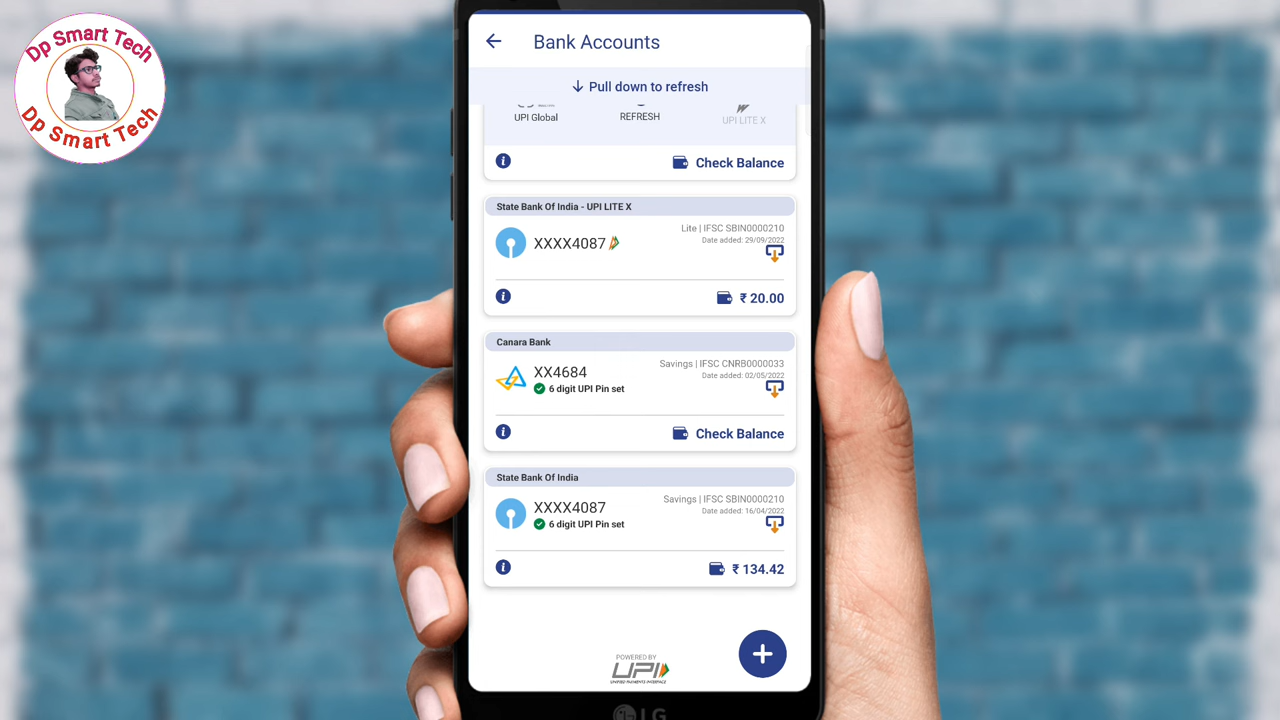 Dp Smart Tech
Dp Smart Tech
Bank Accounts
↓ Pull down to refresh
UPI Global
REFRESH
UPI LITE X
Check Balance
State Bank Of India - UPI LITE X
Lite | IFSC SBIN0000210
XXXX4087
Date added: 29/09/2022
₹ 20.00
Canara Bank
Savings | IFSC CNRB0000033
XX4684
Date added: 02/05/2022
6 digit UPI Pin set
Check Balance
State Bank Of India
Savings | IFSC SBIN0000210
XXXX4087
Date added: 16/04/2022
6 digit UPI Pin set
₹ 134.42
POWERED BY
UPI
UNIFIED PAYMENTS INTERFACE
LG